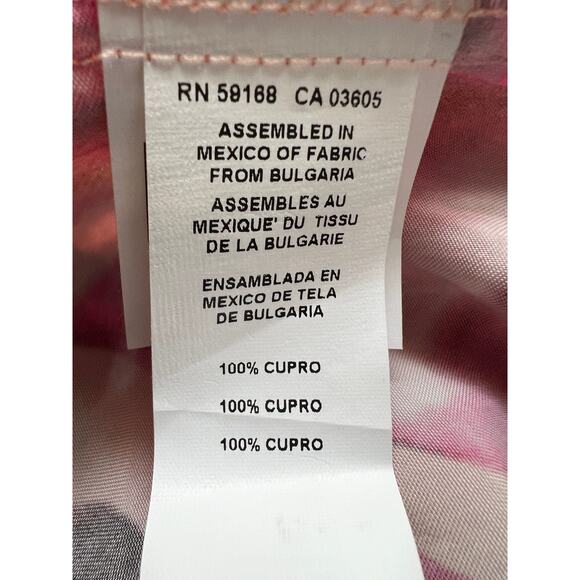 RN 59168 CA 03605
ASSEMBLED IN
MEXICO OF FABRIC
FROM BULGARIA
ASSEMBLES AU
MEXIQUE' DU TISSU
DE LA BULGARIE
ENSAMBLADA EN
MEXICO DE TELA
DE BULGARIA
100% CUPRO
100% CUPRO
100% CUPRO